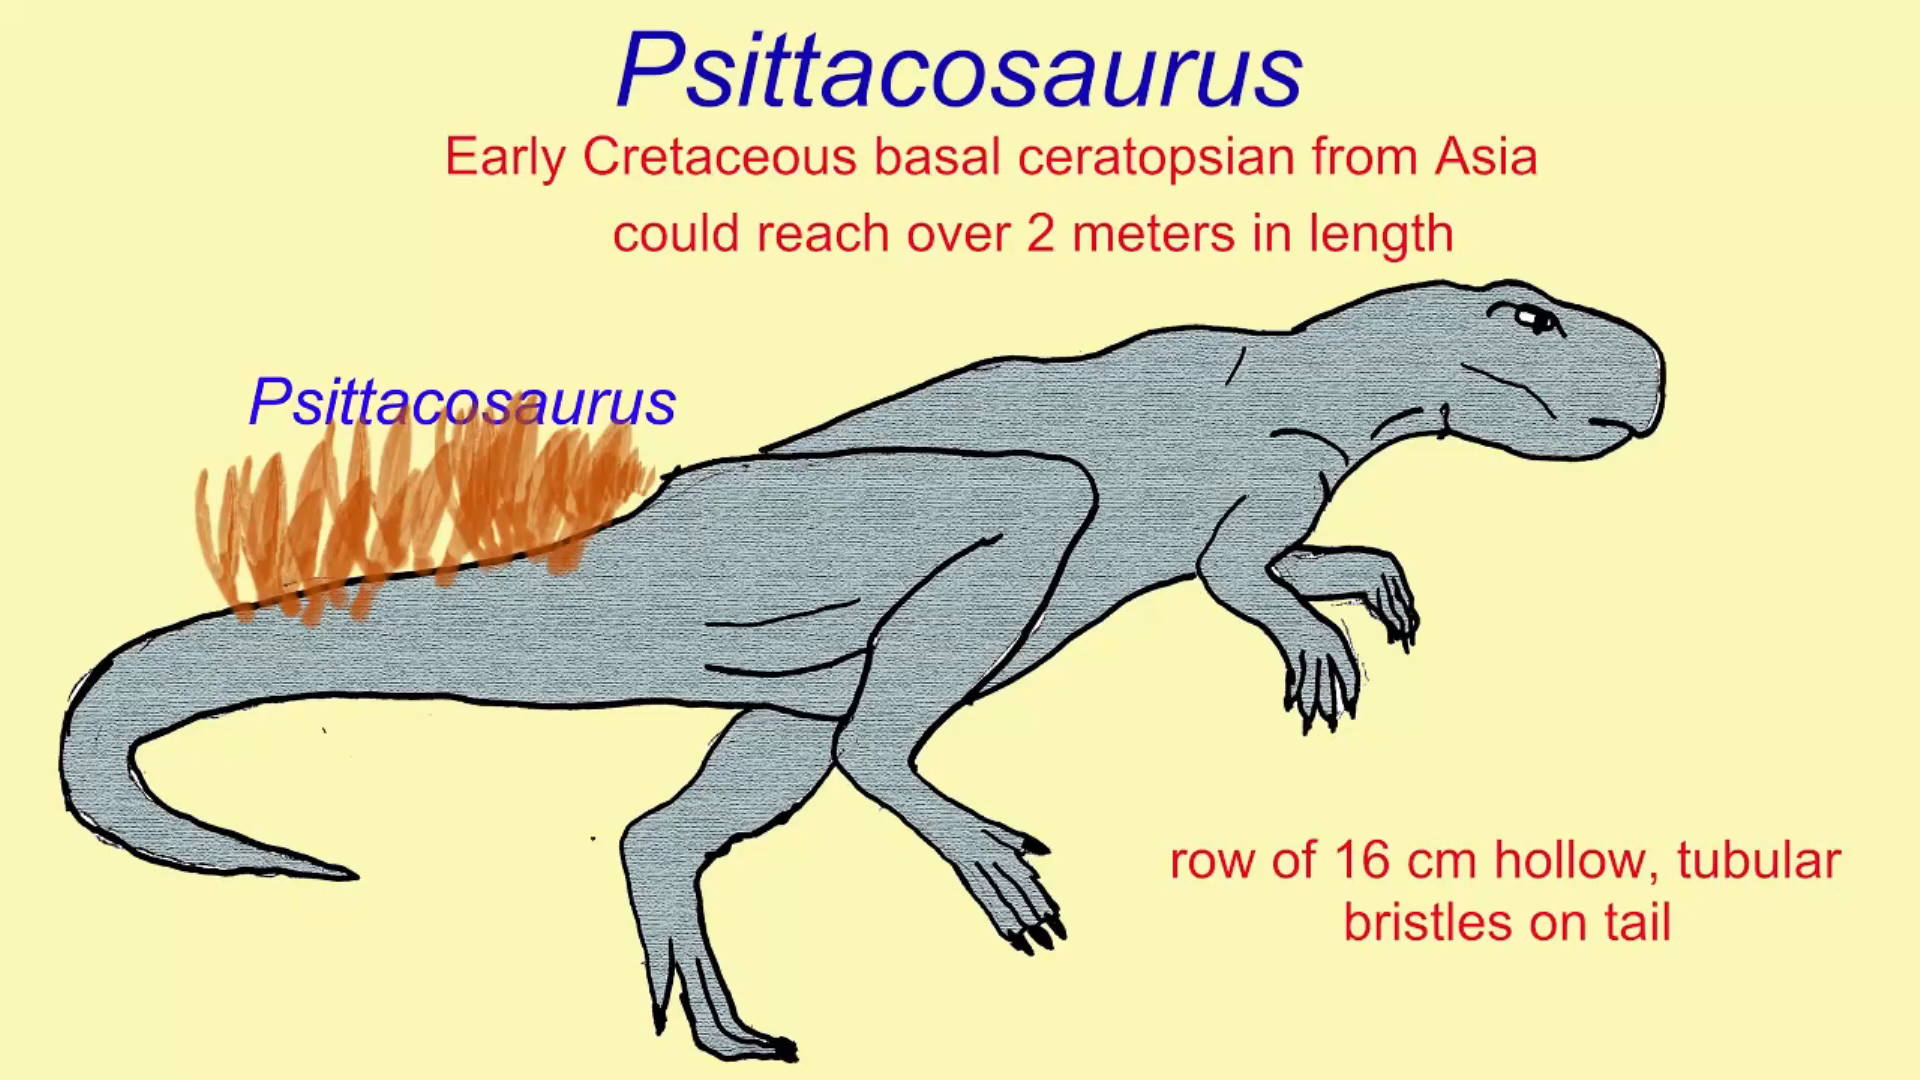 Psittacosaurus
Early Cretaceous basal ceratopsian from Asia
could reach over 2 meters in length
Psittacosaurus
row of 16 cm hollow, tubular
bristles on tail